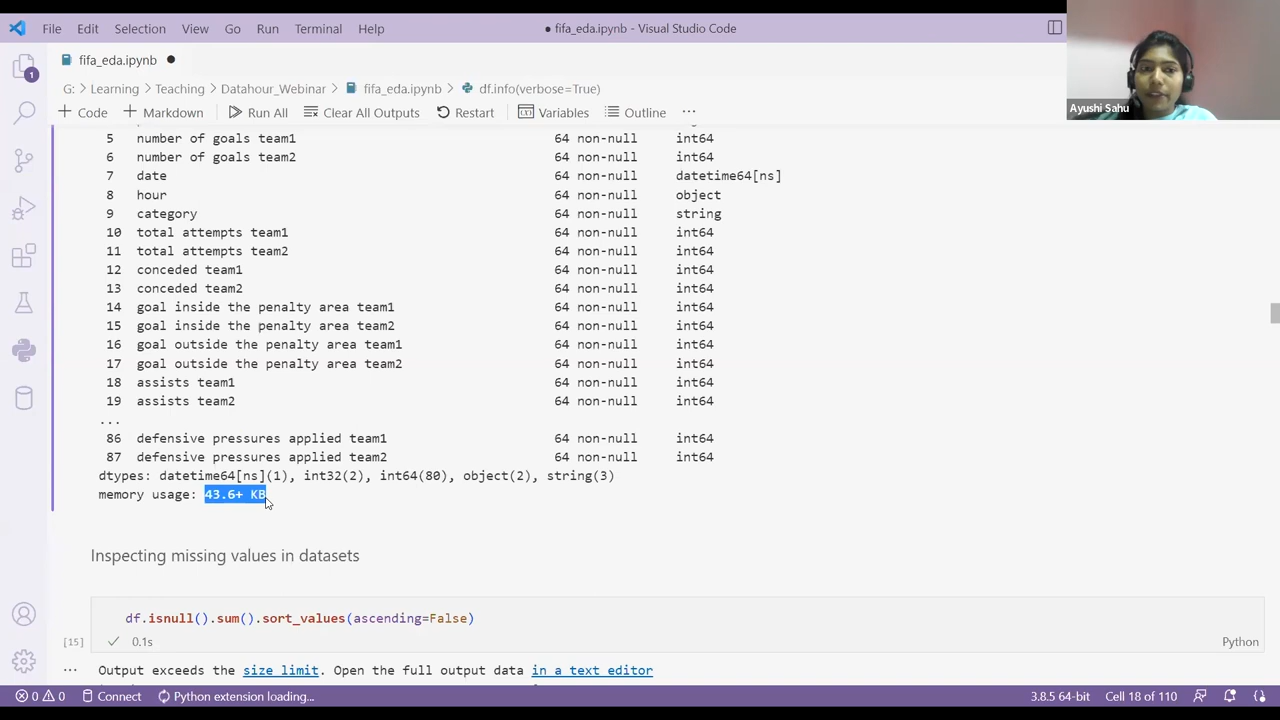 File Edit Selection View Go Run Terminal Help
● fifa_eda.ipynb - Visual Studio Code
fifa_eda.ipynb ●
G: > Learning > Teaching > Datahour_Webinar > fifa_eda.ipynb > df.info(verbose=True)
+ Code + Markdown Run All Clear All Outputs Restart Variables Outline ...
Ayushi Sahu
1
5 number of goals team1 64 non-null int64
6 number of goals team2 64 non-null int64
7 date 64 non-null datetime64[ns]
8 hour 64 non-null object
9 category 64 non-null string
10 total attempts team1 64 non-null int64
11 total attempts team2 64 non-null int64
12 conceded team1 64 non-null int64
13 conceded team2 64 non-null int64
14 goal inside the penalty area team1 64 non-null int64
15 goal inside the penalty area team2 64 non-null int64
16 goal outside the penalty area team1 64 non-null int64
17 goal outside the penalty area team2 64 non-null int64
18 assists team1 64 non-null int64
19 assists team2 64 non-null int64
...
86 defensive pressures applied team1 64 non-null int64
87 defensive pressures applied team2 64 non-null int64
dtypes: datetime64[ns](1), int32(2), int64(80), object(2), string(3)
memory usage: 43.6+ KB
Inspecting missing values in datasets
df.isnull().sum().sort_values(ascending=False)
[15] ✓ 0.1s Python
... Output exceeds the size limit. Open the full output data in a text editor
0 0 Connect Python extension loading... 3.8.5 64-bit Cell 18 of 110